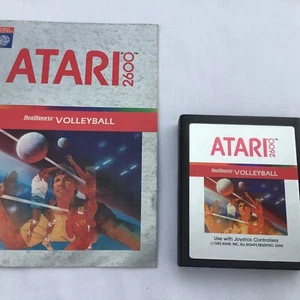 ATARI 2600
RealSports VOLLEYBALL
ATARI 2600
RealSports VOLLEYBALL
Use with Joystick Controllers